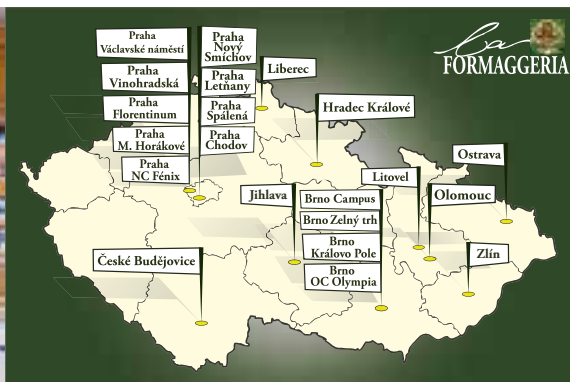 Praha
Václavské náměstí
Praha
Vinohradská
Praha
Florentinum
Praha
M. Horákové
Praha
NC Fénix
Praha
Nový
Smíchov
Praha
Letňany
Praha
Spálená
Praha
Chodov
Liberec
la
FORMAGGERIA
Hradec Králové
Ostrava
Litovel
Olomouc
Jihlava
Brno Campus
Brno Zelný trh
Brno
Královo Pole
Brno
OC Olympia
Zlín
České Budějovice